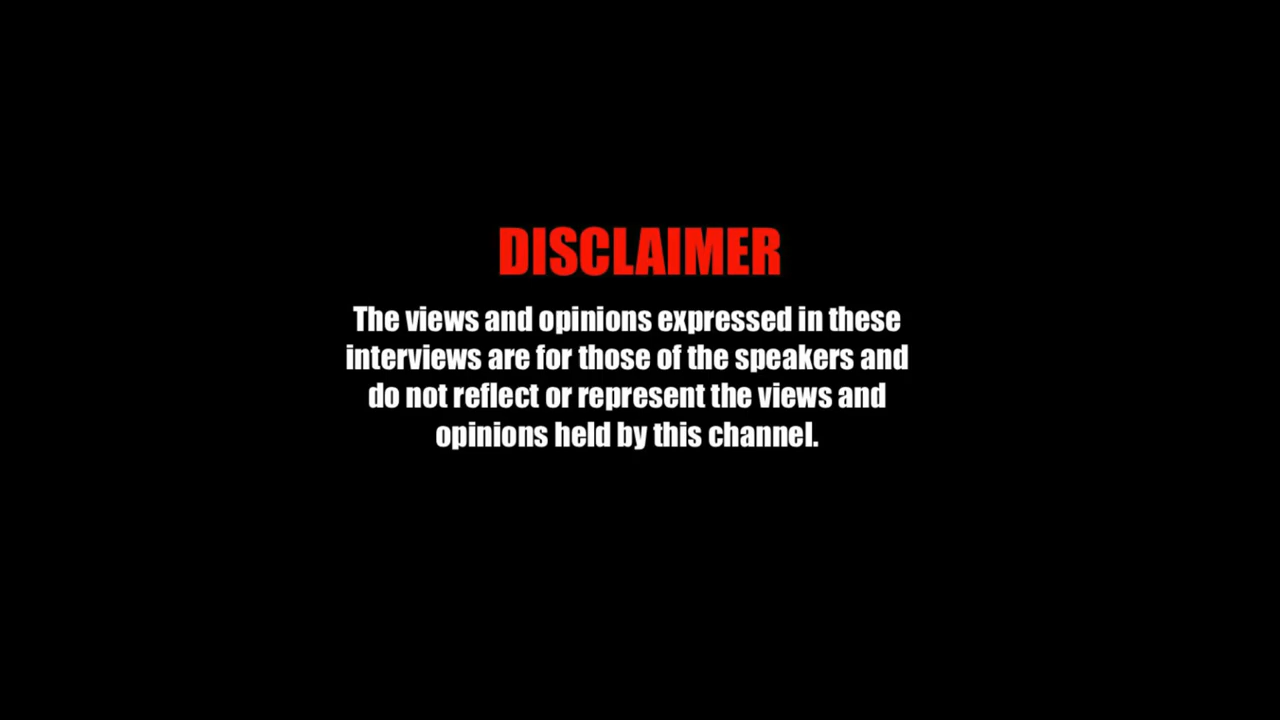 DISCLAIMER
The views and opinions expressed in these
interviews are for those of the speakers and
do not reflect or represent the views and
opinions held by this channel.